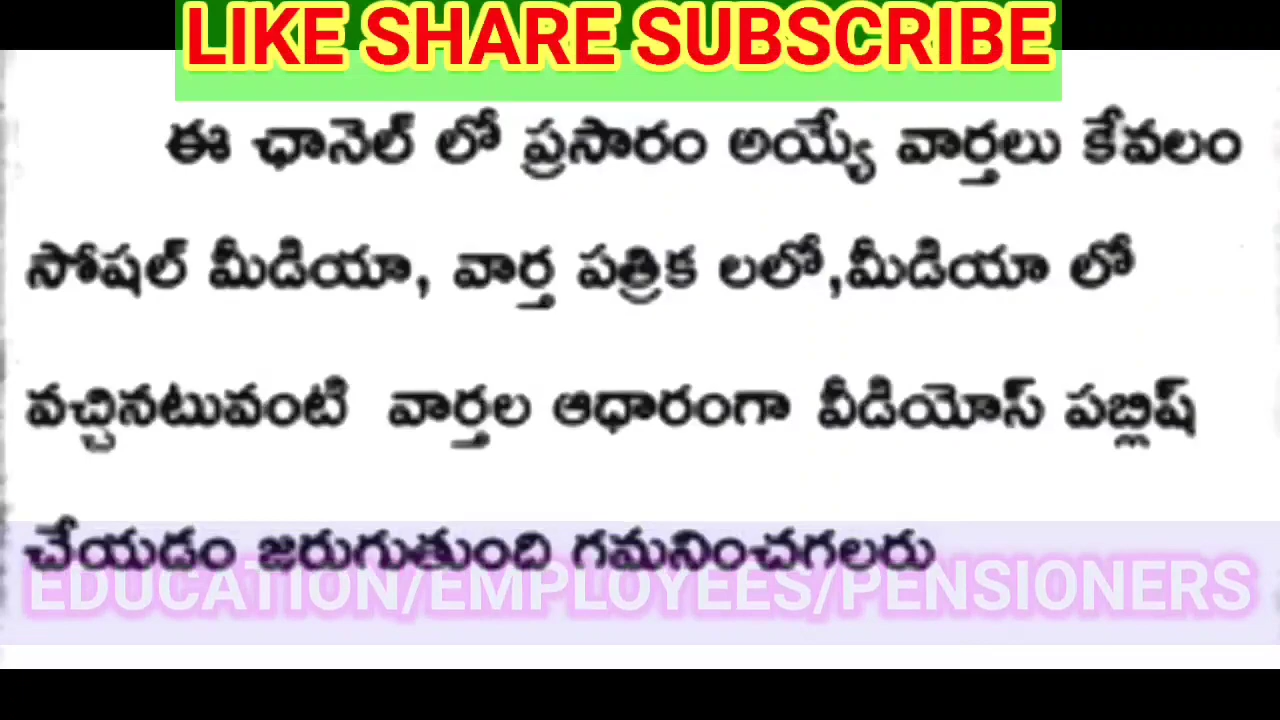 LIKE SHARE SUBSCRIBE
ఈ ఛానెల్ లో ప్రసారం అయ్యే వార్తలు కేవలం
సోషల్ మీడియా, వార్త పత్రిక లలో,మీడియా లో
వచ్చినటువంటి వార్తల ఆధారంగా వీడియోస్ పబ్లిష్
చేయడం జరుగుతుంది గమనించగలరు
EDUCATION/EMPLOYEES/PENSIONERS